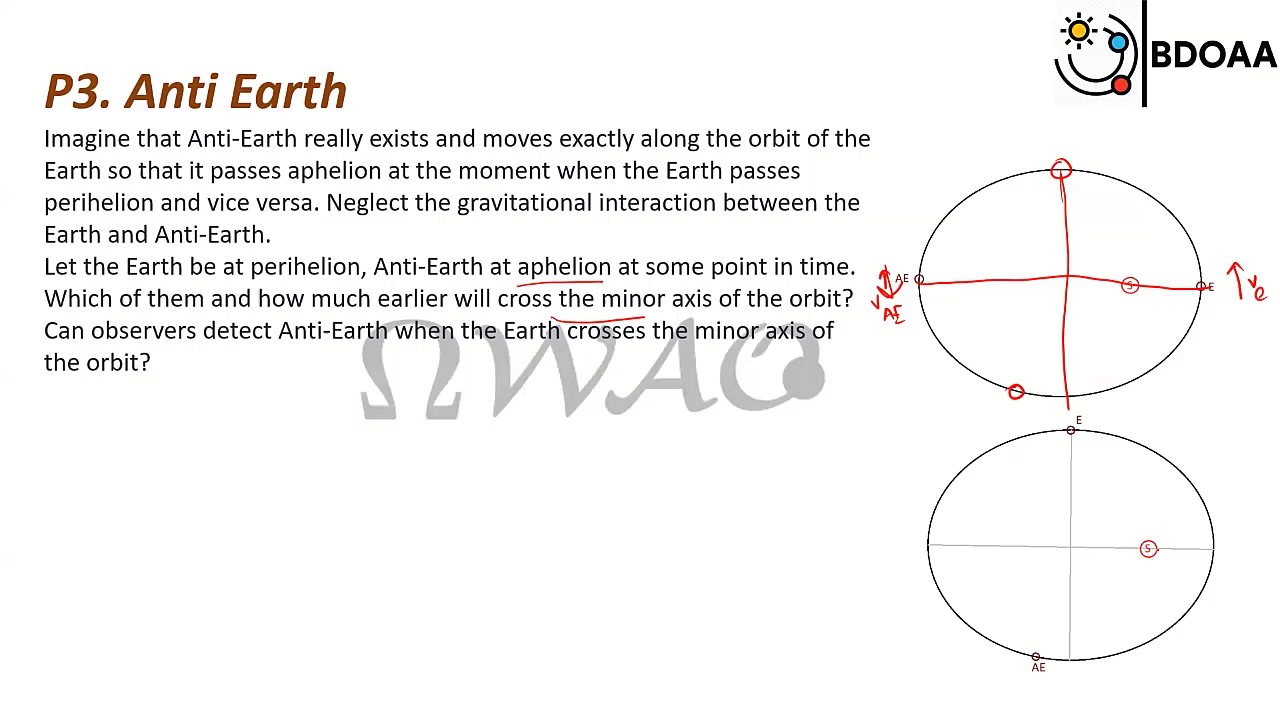 BDOAA
P3. Anti Earth
Imagine that Anti-Earth really exists and moves exactly along the orbit of the
Earth so that it passes aphelion at the moment when the Earth passes
perihelion and vice versa. Neglect the gravitational interaction between the
Earth and Anti-Earth.
Let the Earth be at perihelion, Anti-Earth at aphelion at some point in time.
Which of them and how much earlier will cross the minor axis of the orbit?
Can observers detect Anti-Earth when the Earth crosses the minor axis of
the orbit?
ΩWAO
AE
S
E
v AE
v e
E
S
AE